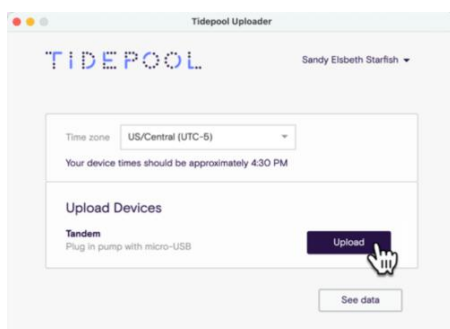 Tidepool Uploader
TIDEPOOL
Sandy Elsbeth Starfish
Time zone US/Central (UTC-5)
Your device times should be approximately 4:30 PM
Upload Devices
Tandem
Plug in pump with micro-USB
Upload
See data